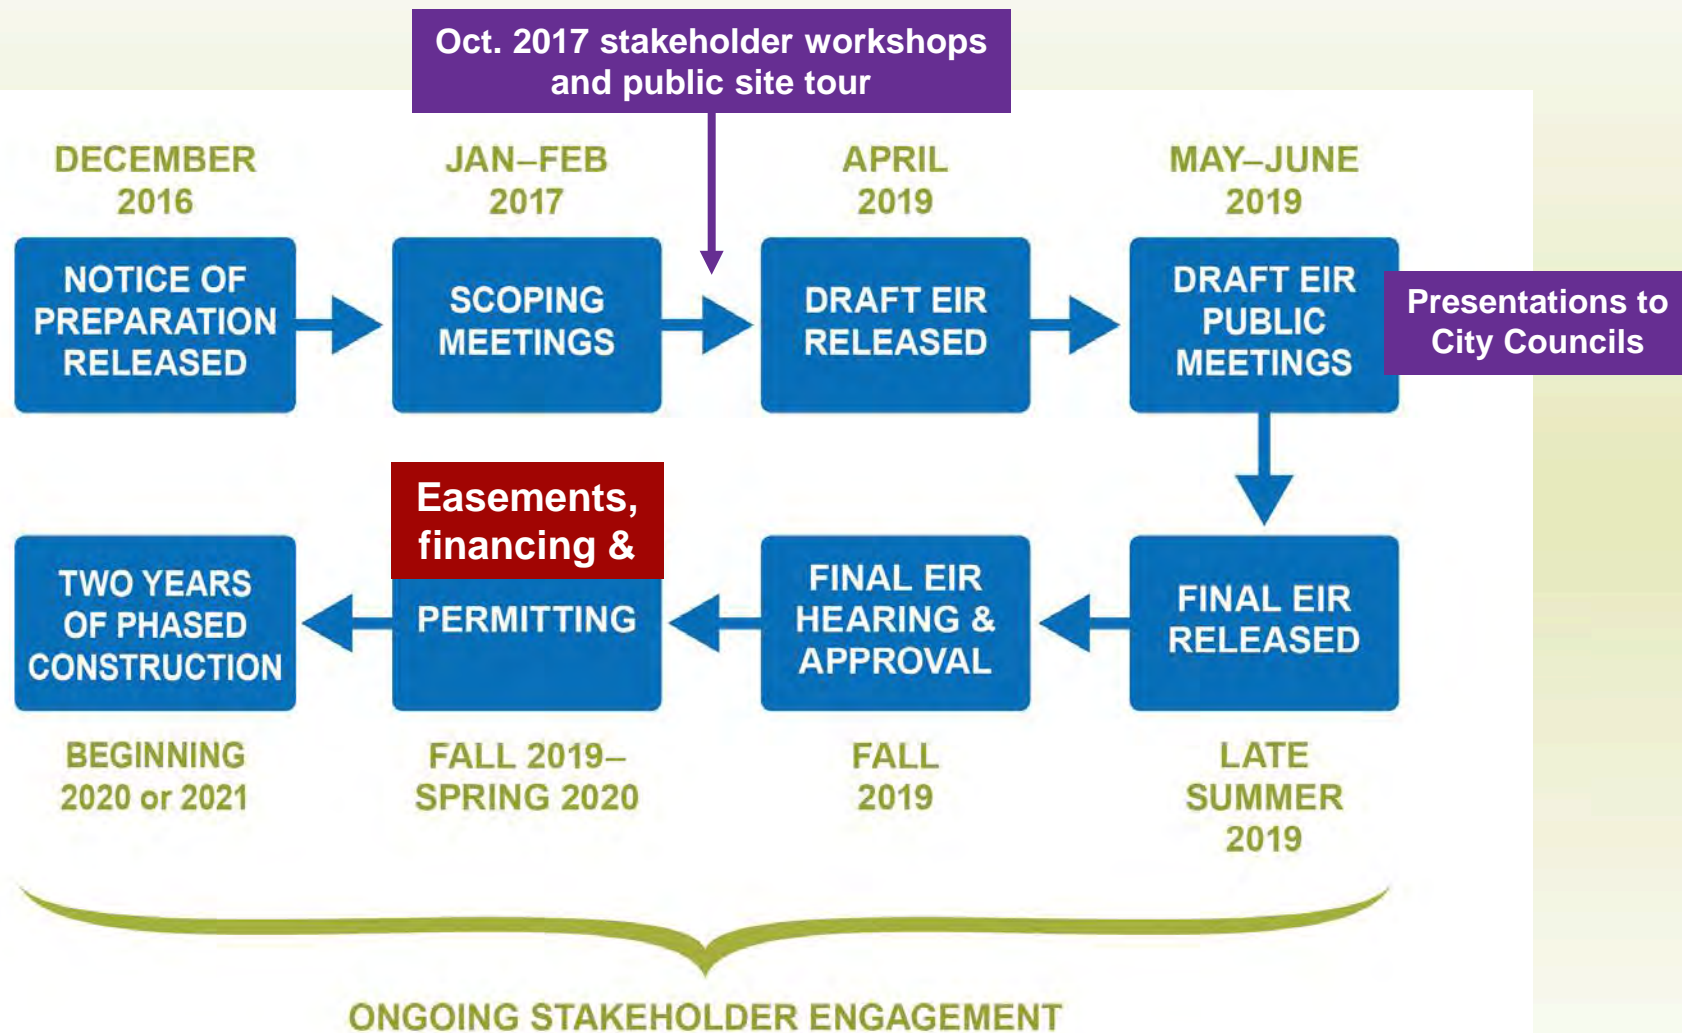 Oct. 2017 stakeholder workshops
and public site tour
DECEMBER
2016
JAN–FEB
2017
APRIL
2019
MAY–JUNE
2019
NOTICE OF
PREPARATION
RELEASED
SCOPING
MEETINGS
DRAFT EIR
RELEASED
DRAFT EIR
PUBLIC
MEETINGS
Presentations to
City Councils
FINAL EIR
RELEASED
LATE
SUMMER
2019
FINAL EIR
HEARING &
APPROVAL
FALL
2019
Easements,
financing &
PERMITTING
FALL 2019–
SPRING 2020
TWO YEARS
OF PHASED
CONSTRUCTION
BEGINNING
2020 or 2021
ONGOING STAKEHOLDER ENGAGEMENT